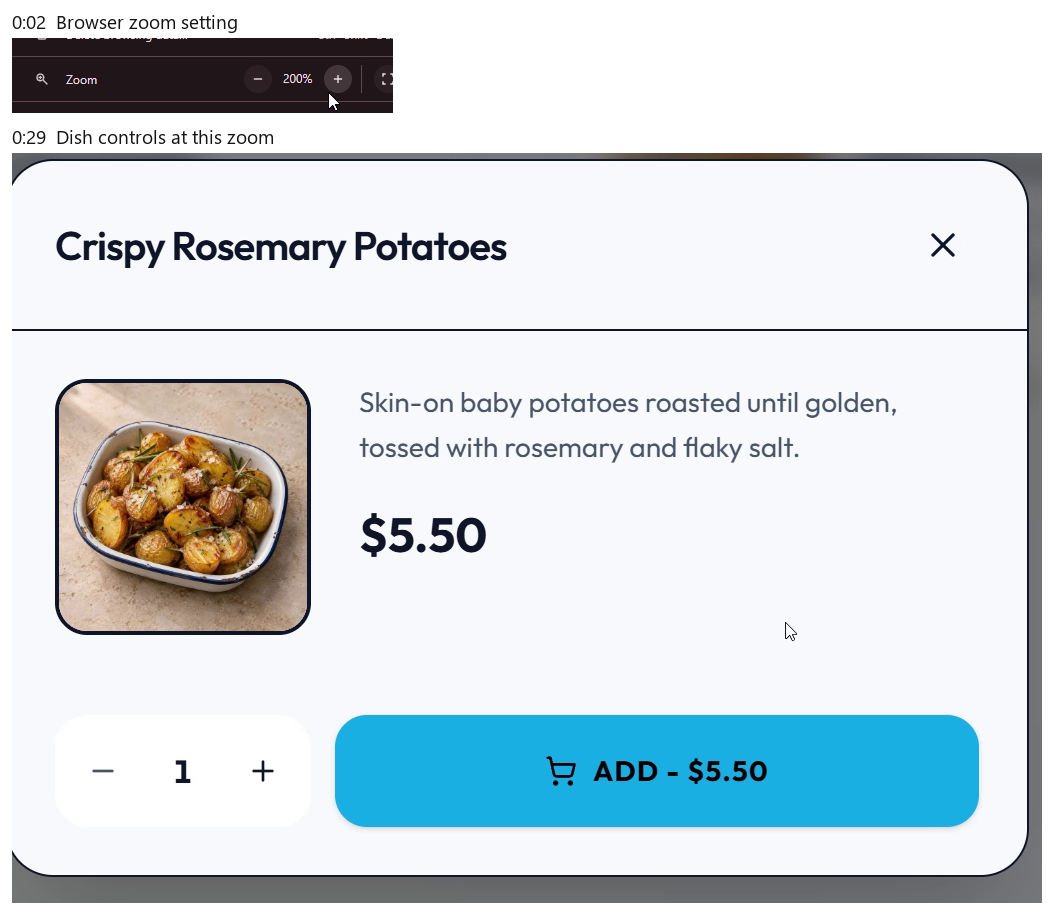 0:02 Browser zoom setting
Zoom
200%
0:29 Dish controls at this zoom
Crispy Rosemary Potatoes
Skin-on baby potatoes roasted until golden,
tossed with rosemary and flaky salt.
$5.50
1
ADD - $5.50